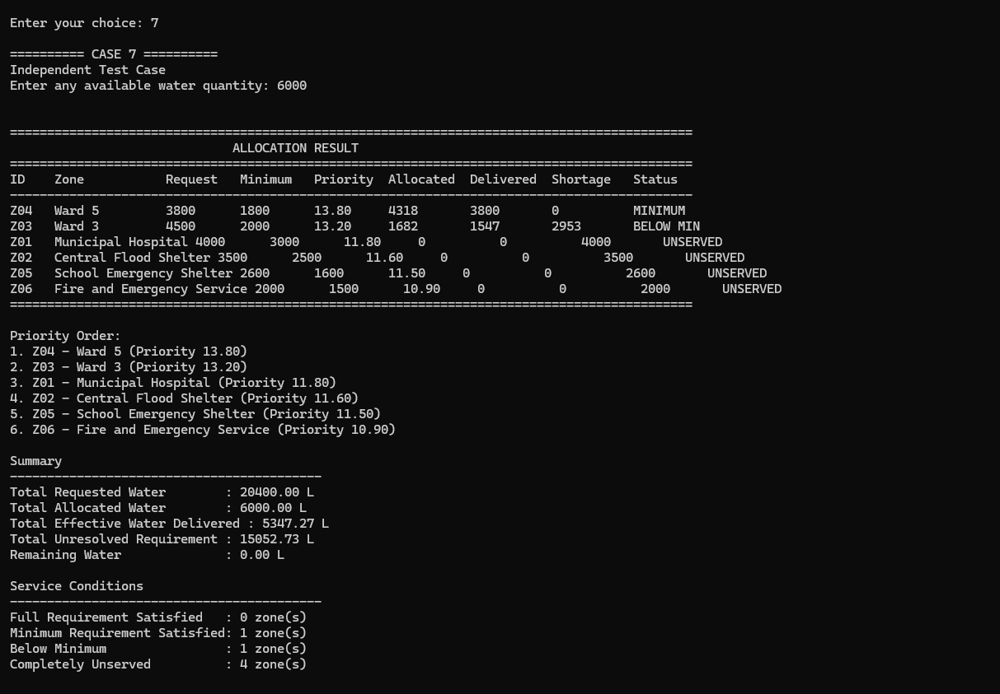 Enter your choice: 7
========== CASE 7 ==========
Independent Test Case
Enter any available water quantity: 6000
============================================================================================
ALLOCATION RESULT
============================================================================================
ID   Zone           Request   Minimum   Priority  Allocated  Delivered  Shortage   Status
--------------------------------------------------------------------------------------------
Z04   Ward 5         3800      1800      13.80     4318       3800       0          MINIMUM
Z03   Ward 3         4500      2000      13.20     1682       1547       2953       BELOW MIN
Z01   Municipal Hospital 4000      3000      11.80     0          0          4000       UNSERVED
Z02   Central Flood Shelter 3500      2500      11.60     0          0          3500       UNSERVED
Z05   School Emergency Shelter 2600      1600      11.50     0          0          2600       UNSERVED
Z06   Fire and Emergency Service 2000      1500      10.90     0          0          2000       UNSERVED
============================================================================================
Priority Order:
1. Z04 - Ward 5 (Priority 13.80)
2. Z03 - Ward 3 (Priority 13.20)
3. Z01 - Municipal Hospital (Priority 11.80)
4. Z02 - Central Flood Shelter (Priority 11.60)
5. Z05 - School Emergency Shelter (Priority 11.50)
6. Z06 - Fire and Emergency Service (Priority 10.90)
Summary
------------------------------------------
Total Requested Water        : 20400.00 L
Total Allocated Water        : 6000.00 L
Total Effective Water Delivered : 5347.27 L
Total Unresolved Requirement : 15052.73 L
Remaining Water              : 0.00 L
Service Conditions
------------------------------------------
Full Requirement Satisfied   : 0 zone(s)
Minimum Requirement Satisfied: 1 zone(s)
Below Minimum                : 1 zone(s)
Completely Unserved          : 4 zone(s)